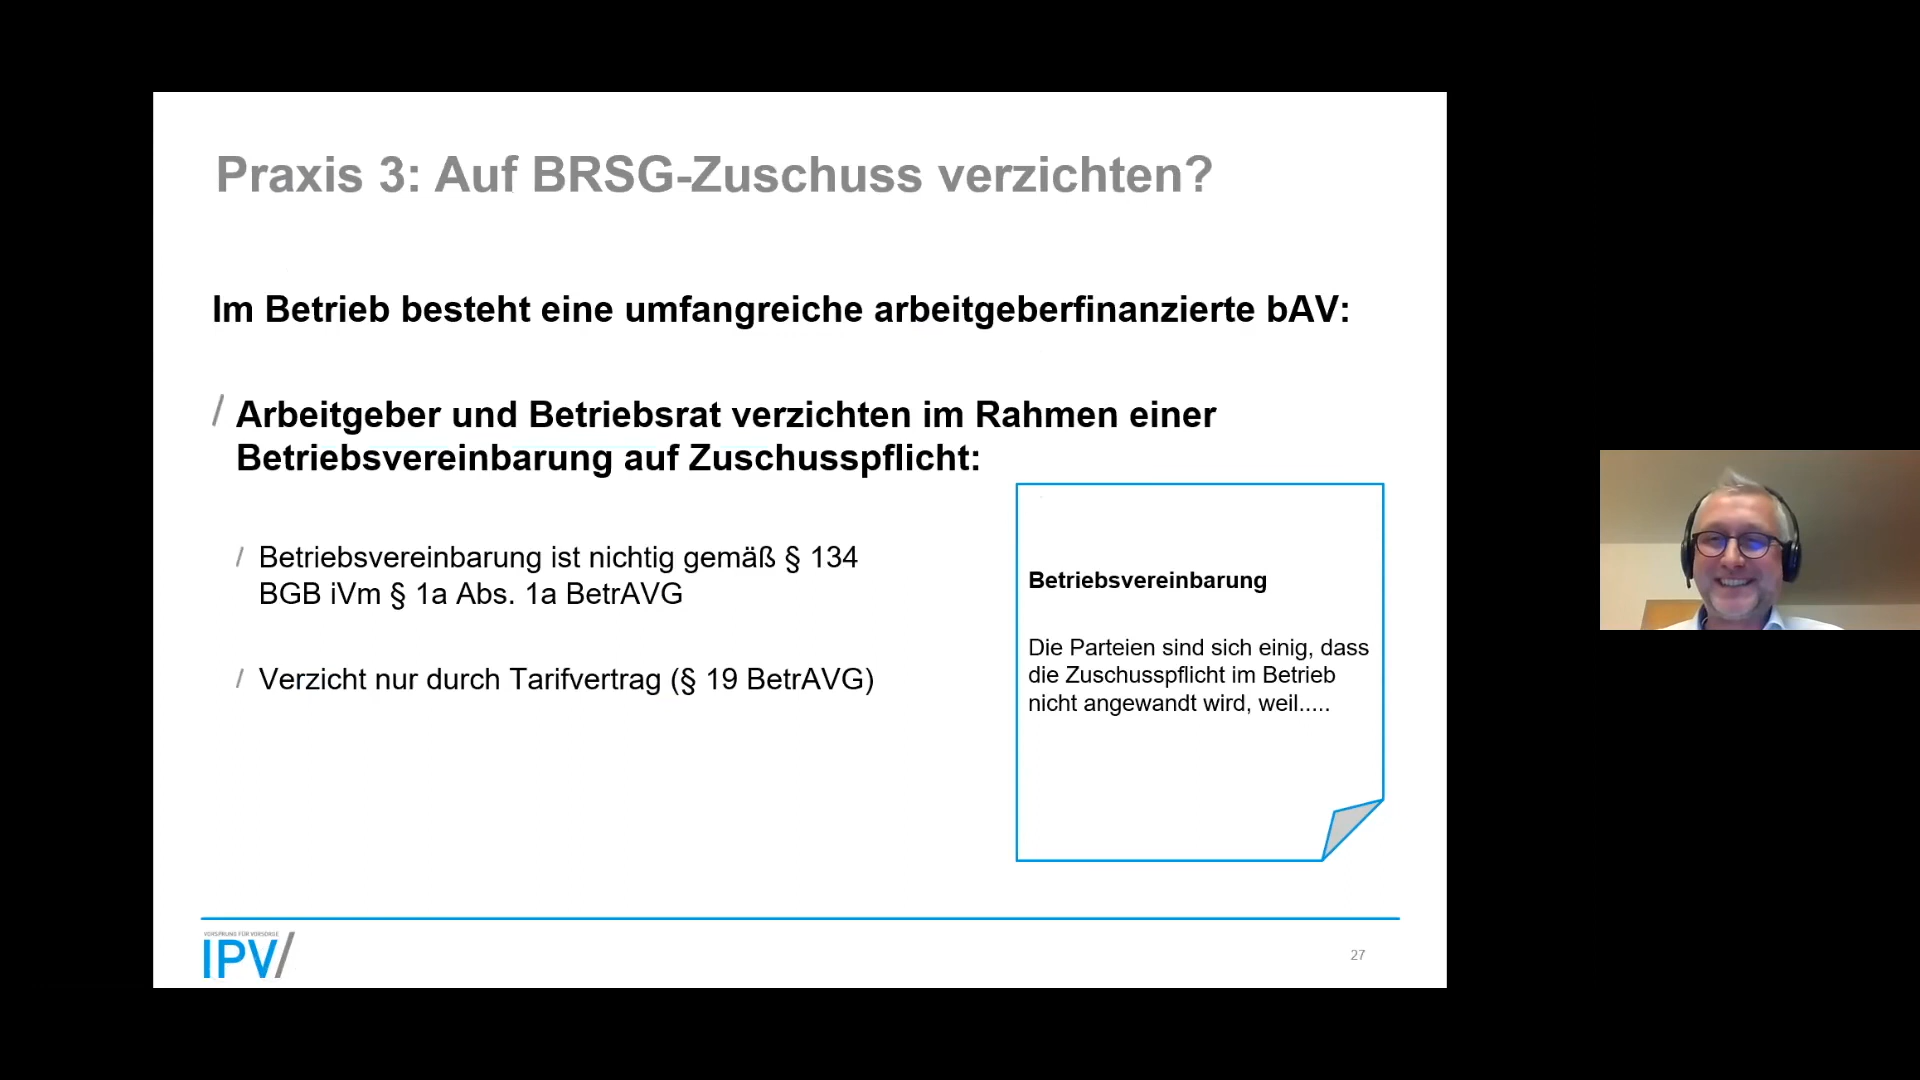 Praxis 3: Auf BRSG-Zuschuss verzichten?
Im Betrieb besteht eine umfangreiche arbeitgeberfinanzierte bAV:
/ Arbeitgeber und Betriebsrat verzichten im Rahmen einer
Betriebsvereinbarung auf Zuschusspflicht:
/ Betriebsvereinbarung ist nichtig gemäß § 134
BGB iVm § 1a Abs. 1a BetrAVG
/ Verzicht nur durch Tarifvertrag (§ 19 BetrAVG)
Betriebsvereinbarung
Die Parteien sind sich einig, dass
die Zuschusspflicht im Betrieb
nicht angewandt wird, weil.....
VORSPRUNG FÜR VORSORGE
IPV/
27